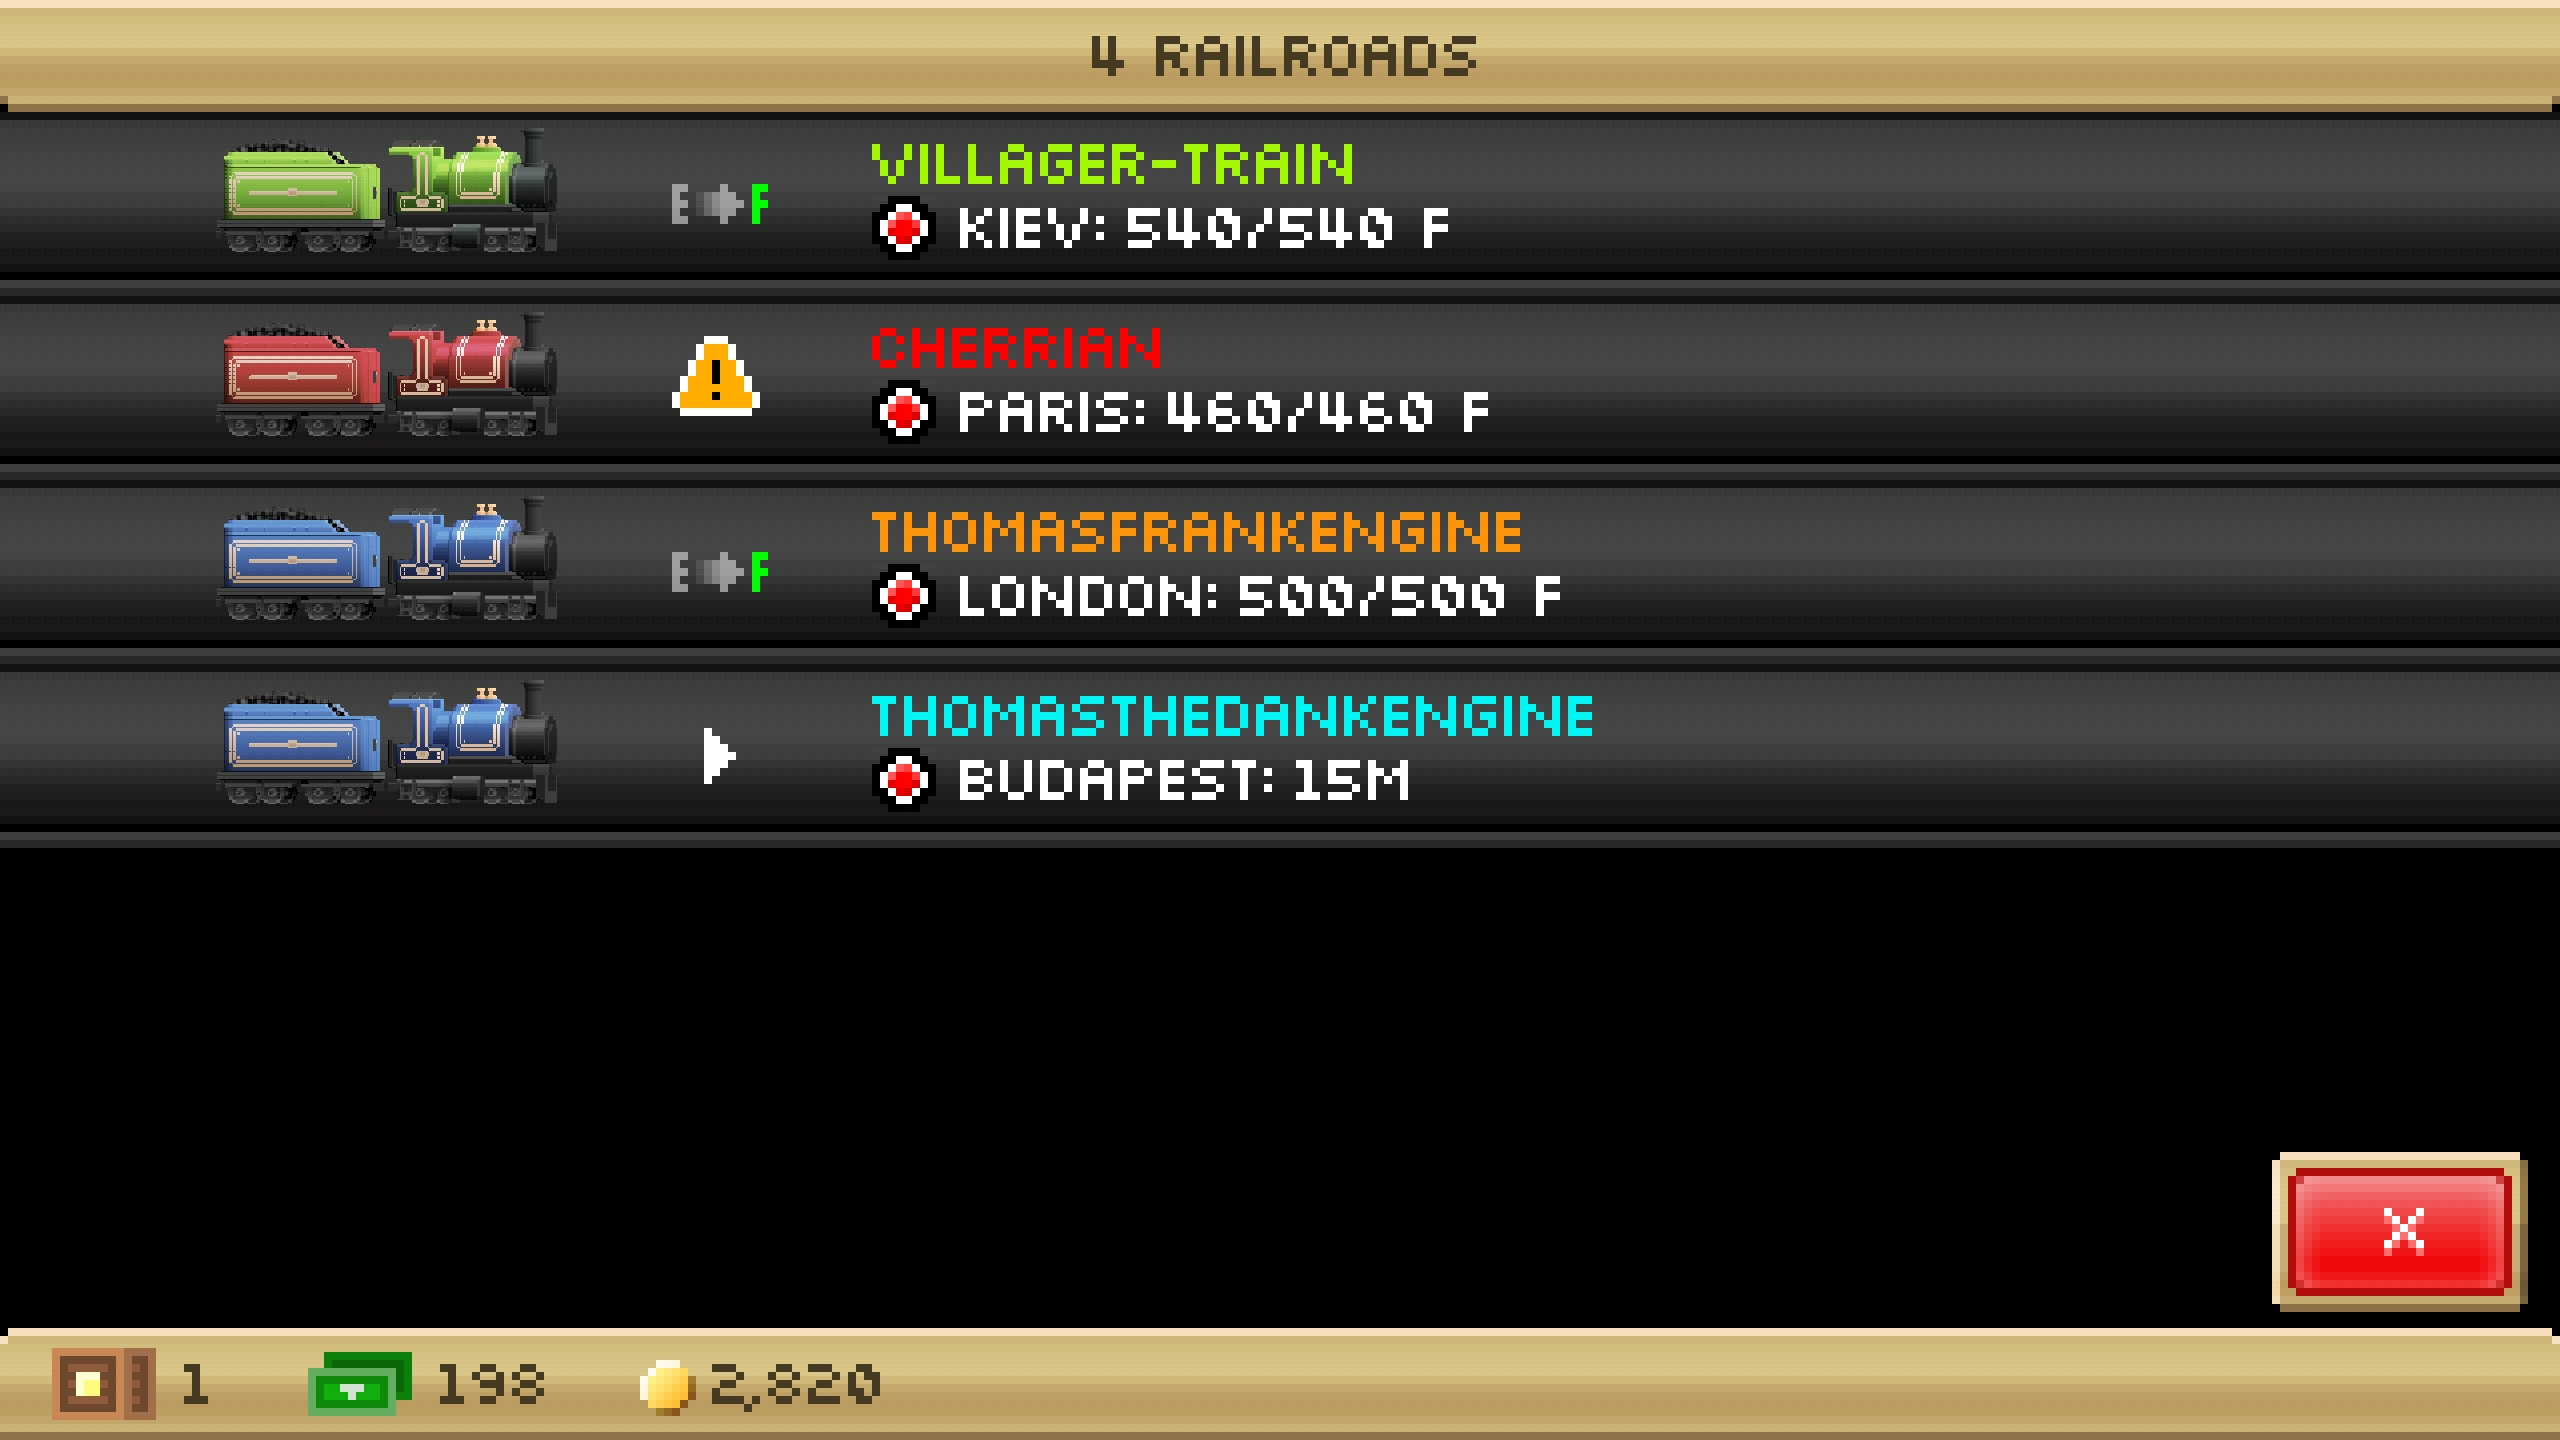 4 RAILROADS
VILLAGER-TRAIN
E F
KIEV: 540/540 F
CHERRIAN
!
PARIS: 460/460 F
THOMASFRANKENGINE
E F
LONDON: 500/500 F
THOMASTHEDANKENGINE
BUDAPEST: 15M
X
1 198 2,820